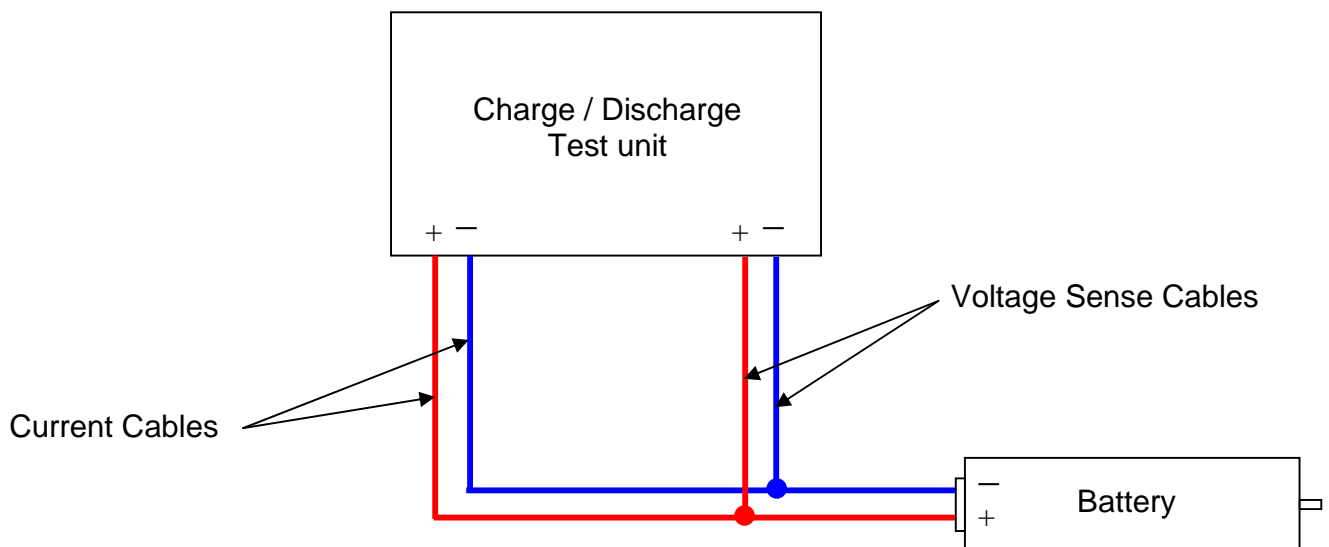 Charge / Discharge
Test unit
+ − + −
Voltage Sense Cables
Current Cables
− Battery
+